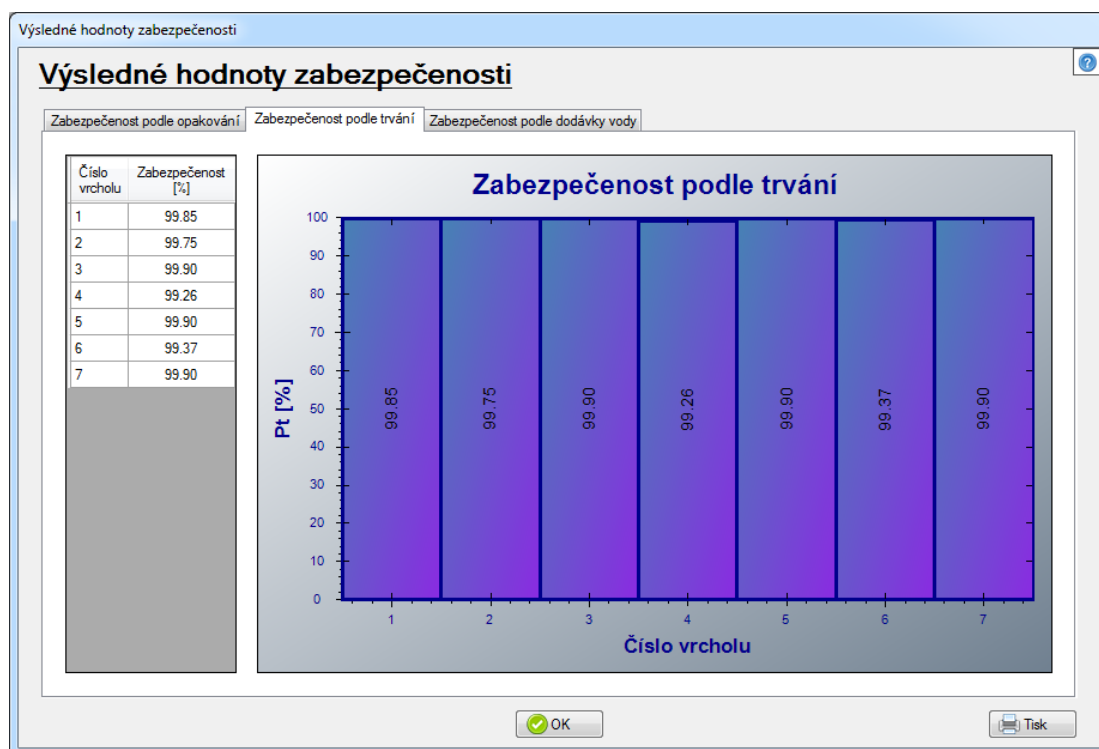 Výsledné hodnoty zabezpečenosti
Výsledné hodnoty zabezpečenosti
Zabezpečenost podle opakování Zabezpečenost podle trvání Zabezpečenost podle dodávky vody
Číslo vrcholu Zabezpečenost [%]
1 99.85
2 99.75
3 99.90
4 99.26
5 99.90
6 99.37
7 99.90
Zabezpečenost podle trvání
Pt [%]
100
90
80
70
60
50
40
30
20
10
0
99.85 99.75 99.90 99.26 99.90 99.37 99.90
1 2 3 4 5 6 7
Číslo vrcholu
OK Tisk